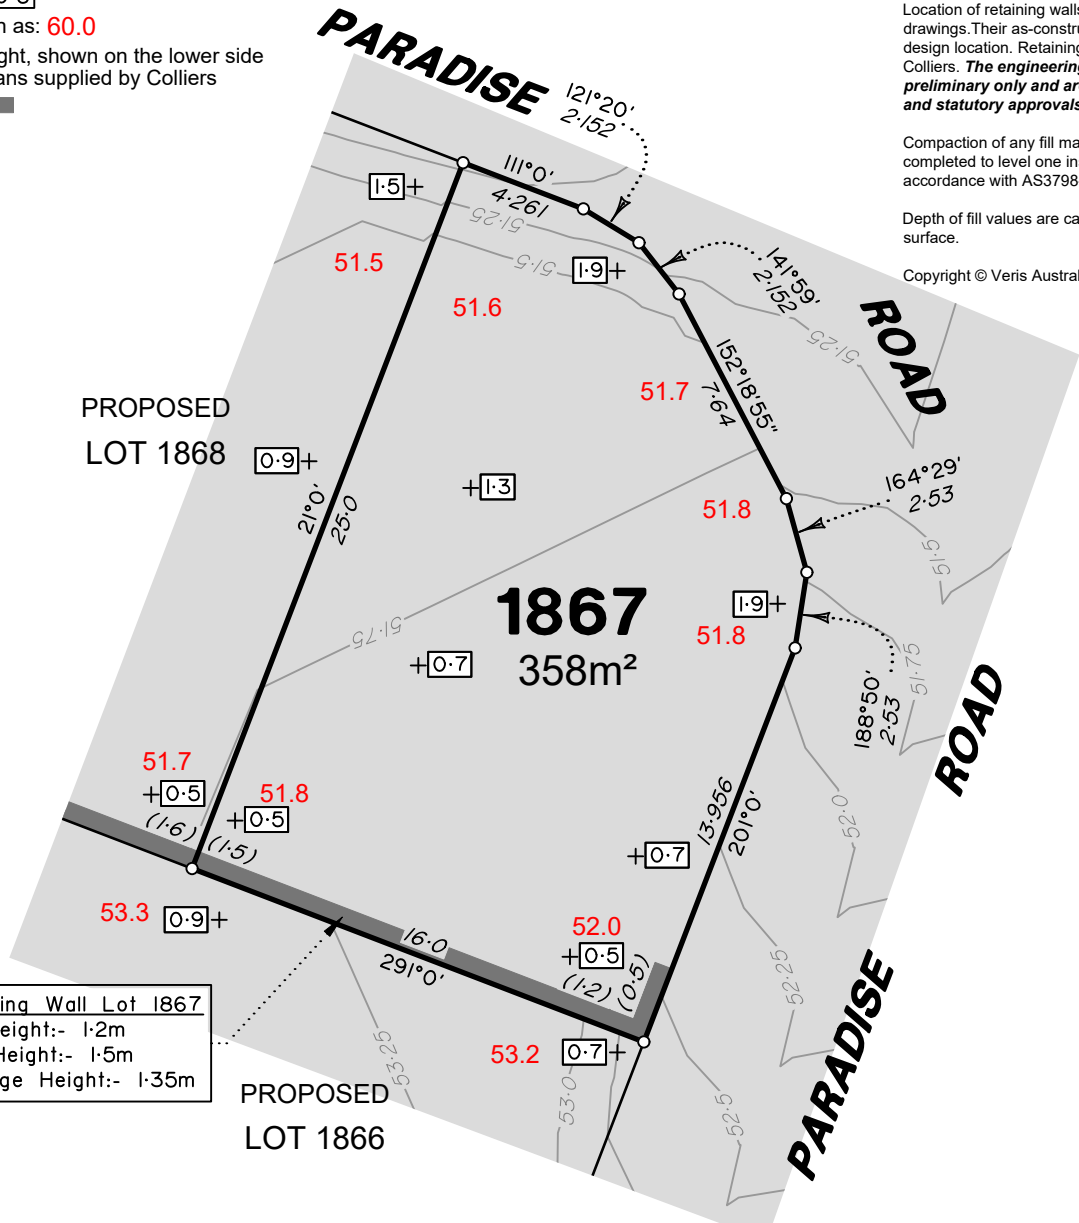 n as: 60.0
ght, shown on the lower side
ans supplied by Colliers
Location of retaining walls
drawings.Their as-constru
design location. Retaining
Colliers. The engineering
preliminary only and ar
and statutory approvals
Compaction of any fill ma
completed to level one in
accordance with AS3798
Depth of fill values are ca
surface.
Copyright © Veris Austral
PARADISE
121°20'
2·152
111°0'
4·261
1·5
51·25
51.5
51·5
1·9
141°59'
2·152
51.6
ROAD
51·25
152°18'55"
7·64
51.7
PROPOSED
LOT 1868
0·9
1·3
21°0'
25·0
51.8
164°29'
2·53
51·5
1867
358m²
1·9
51.8
51·75
0·7
188°50'
2·53
51·75
ROAD
51.7
0·5
(1·6)
51.8
0·5
(1·5)
13·956
201°0'
52·0
0·7
53.3
0·9
16·0
291°0'
52.0
0·5
(1·2)
(0·5)
52·25
PARADISE
ing Wall Lot 1867
eight:- 1·2m
Height:- 1·5m
ge Height:- 1·35m
53·25
53.2
0·7
53·0
52·5
PROPOSED
LOT 1866